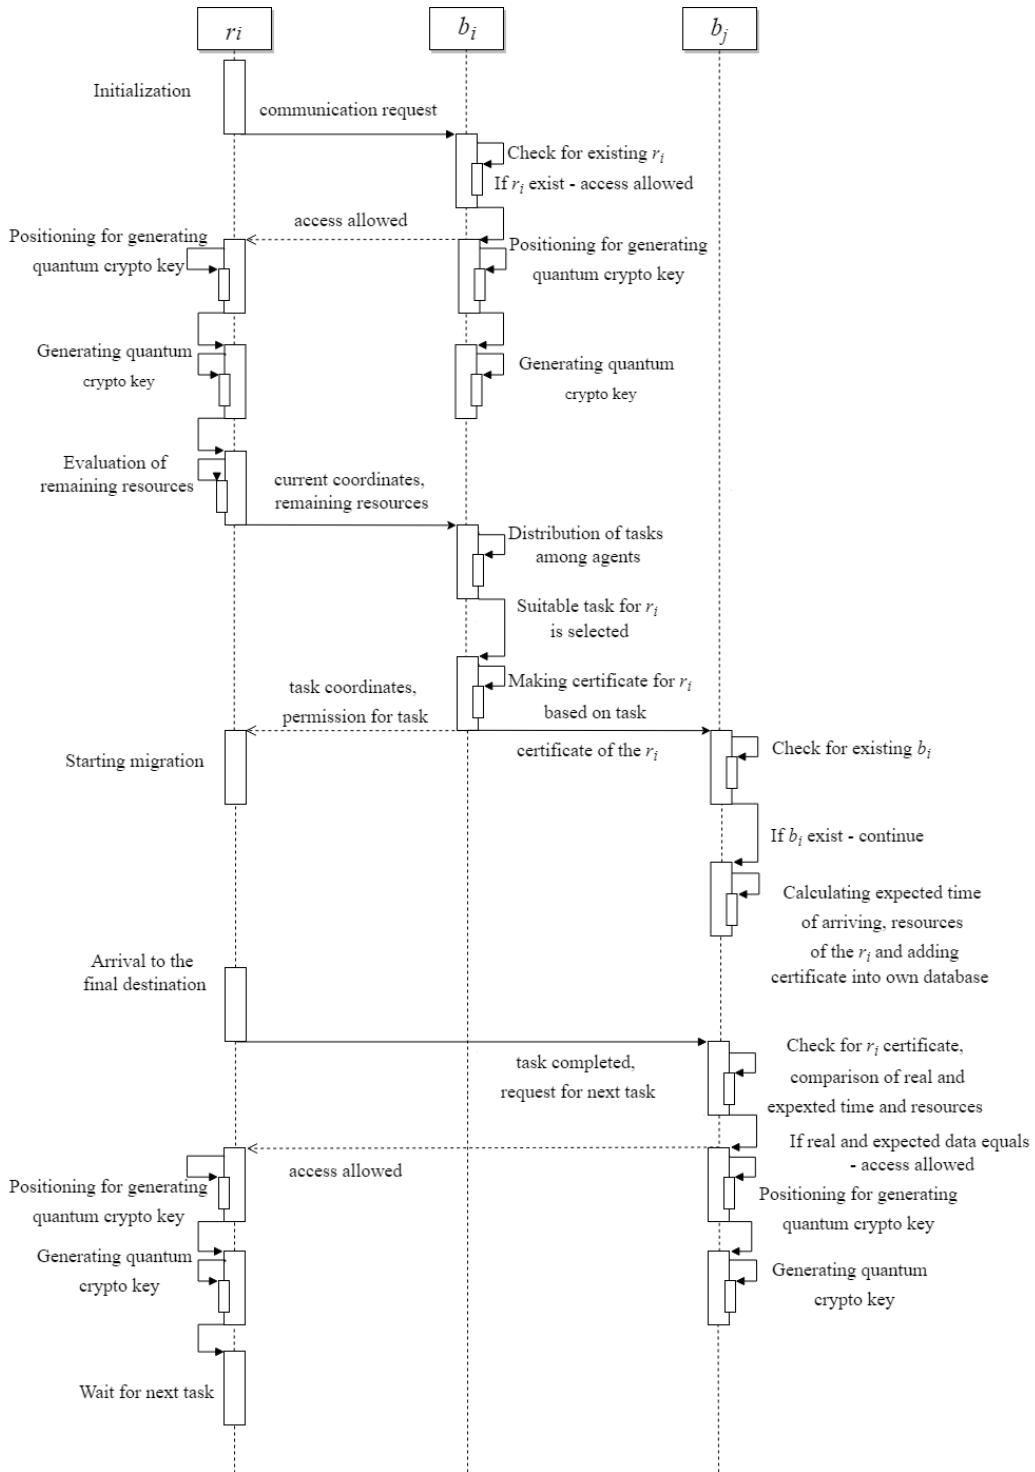 ri
bi
bj
Initialization
communication request
Check for existing ri
If ri exist - access allowed
access allowed
Positioning for generating
quantum crypto key
Positioning for generating
quantum crypto key
Generating quantum
crypto key
Generating quantum
crypto key
Evaluation of
remaining resources
current coordinates,
remaining resources
Distribution of tasks
among agents
Suitable task for ri
is selected
Making certificate for ri
based on task
task coordinates,
permission for task
certificate of the ri
Starting migration
Check for existing bi
If bi exist - continue
Calculating expected time
of arriving, resources
of the ri and adding
certificate into own database
Arrival to the
final destination
task completed,
request for next task
Check for ri certificate,
comparison of real and
expexted time and resources
If real and expected data equals
- access allowed
access allowed
Positioning for generating
quantum crypto key
Positioning for generating
quantum crypto key
Generating quantum
crypto key
Generating quantum
crypto key
Wait for next task